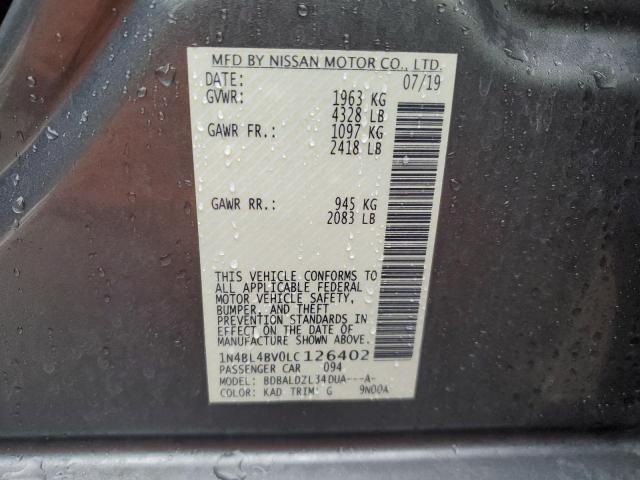 MFD BY NISSAN MOTOR CO., LTD.
DATE: 07/19
GVWR: 1963 KG
4328 LB
GAWR FR.: 1097 KG
2418 LB
GAWR RR.: 945 KG
2083 LB
THIS VEHICLE CONFORMS TO
ALL APPLICABLE FEDERAL
MOTOR VEHICLE SAFETY,
BUMPER, AND THEFT
PREVENTION STANDARDS IN
EFFECT ON THE DATE OF
MANUFACTURE SHOWN ABOVE.
1N4BL4BV0LC126402
PASSENGER CAR 094
MODEL: BDBALDZL34DUA---A-
COLOR: KAD TRIM: G 9N00A